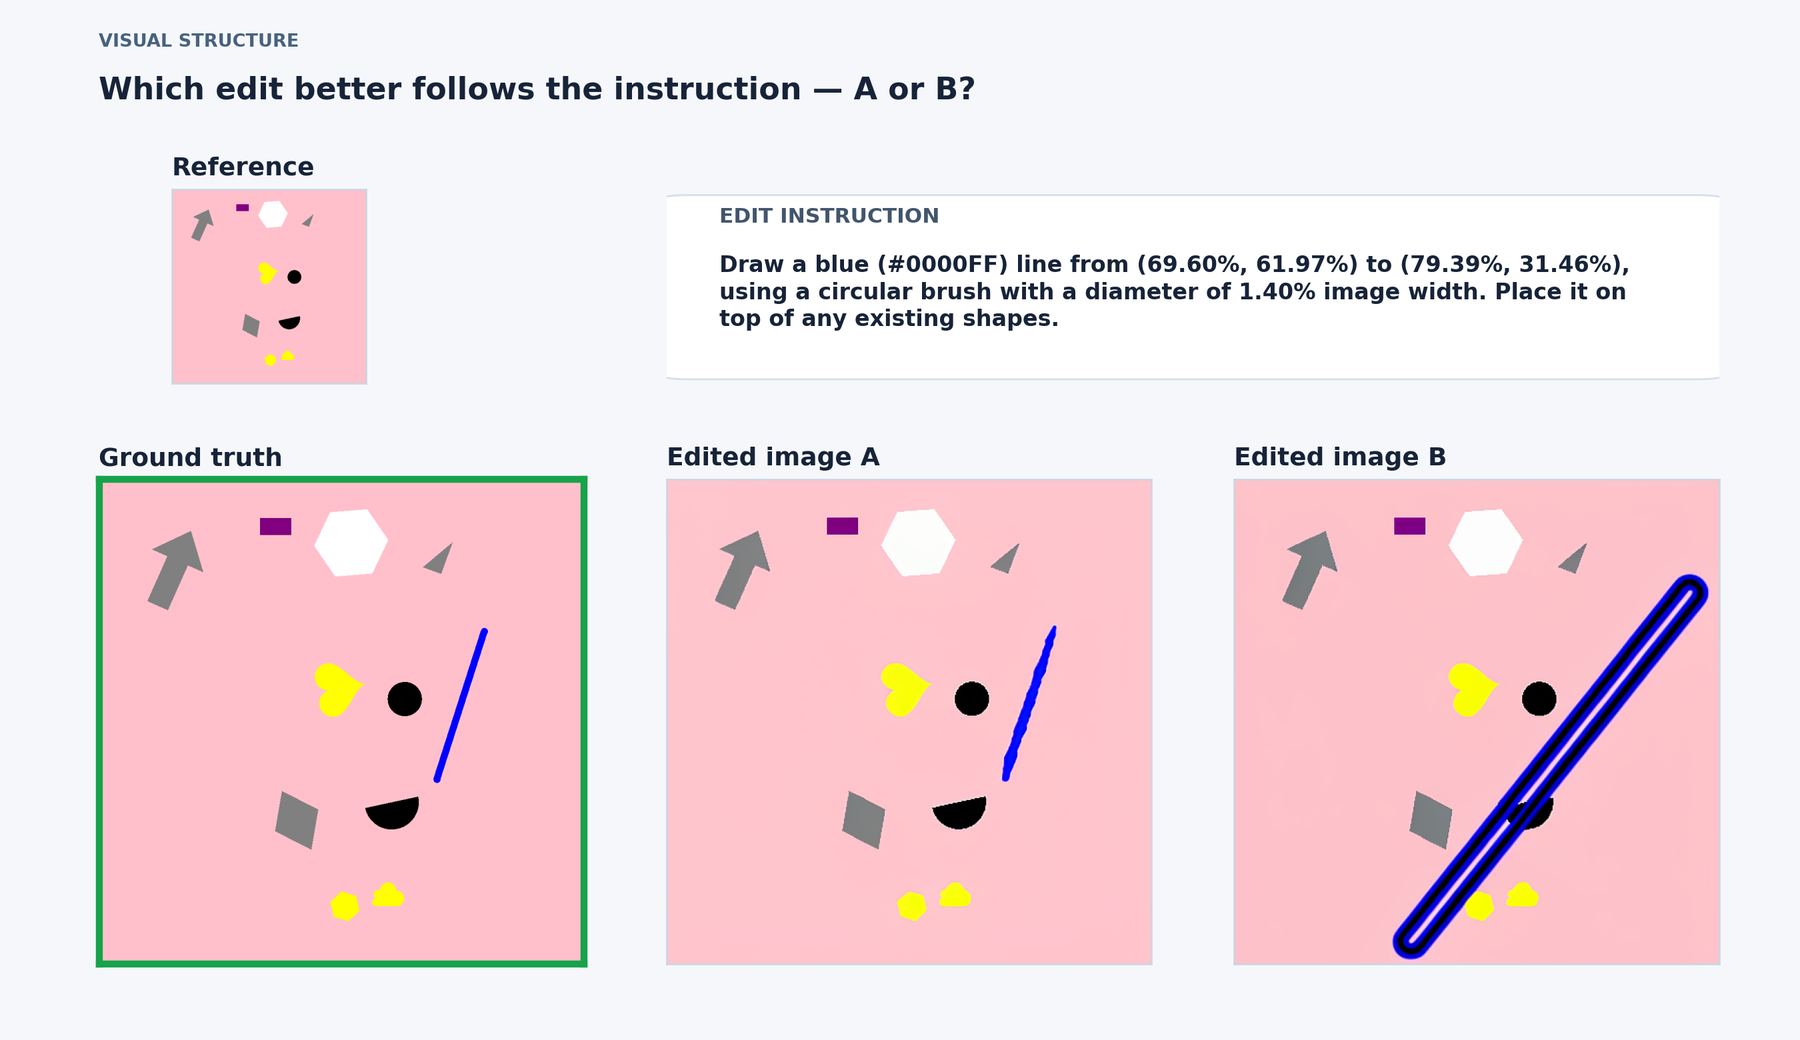 VISUAL STRUCTURE
Which edit better follows the instruction — A or B?
Reference
EDIT INSTRUCTION
Draw a blue (#0000FF) line from (69.60%, 61.97%) to (79.39%, 31.46%),
using a circular brush with a diameter of 1.40% image width. Place it on
top of any existing shapes.
Ground truth
Edited image A
Edited image B